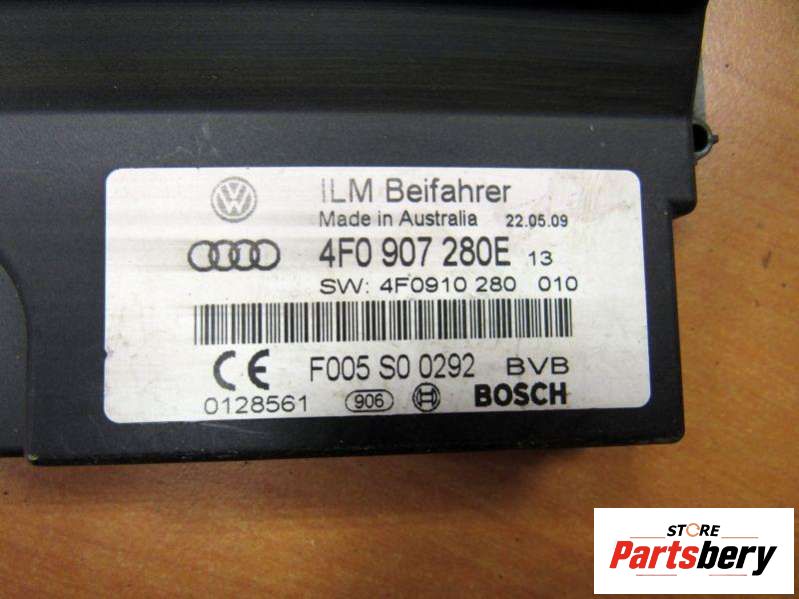 ILM Beifahrer
Made in Australia 22.05.09
4F0 907 280E 13
SW: 4F0910 280 010
CE F005 S0 0292 BVB
0128561 906 BOSCH
STORE
Partsbery